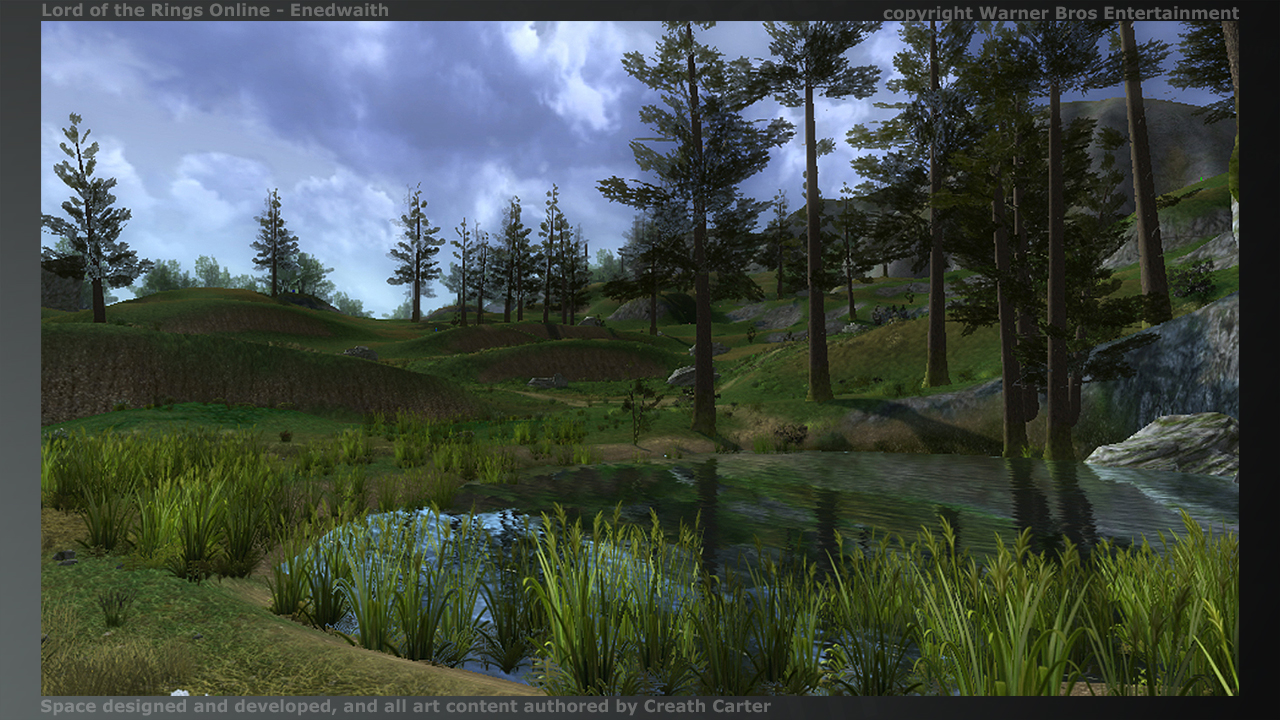 Lord of the Rings Online - Enedwaith
copyright Warner Bros Entertainment
Space designed and developed, and all art content authored by Creath Carter